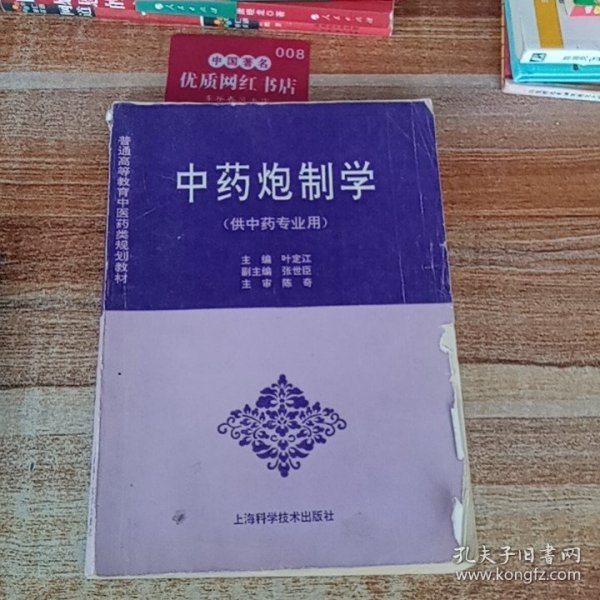 008
中国著名
优质网红书店
普通高等教育中医药类规划教材
中药炮制学
(供中药专业用)
主编 叶定江
副主编 张世臣
主审 陈奇
上海科学技术出版社
孔夫子旧书网
www.kongfz.com